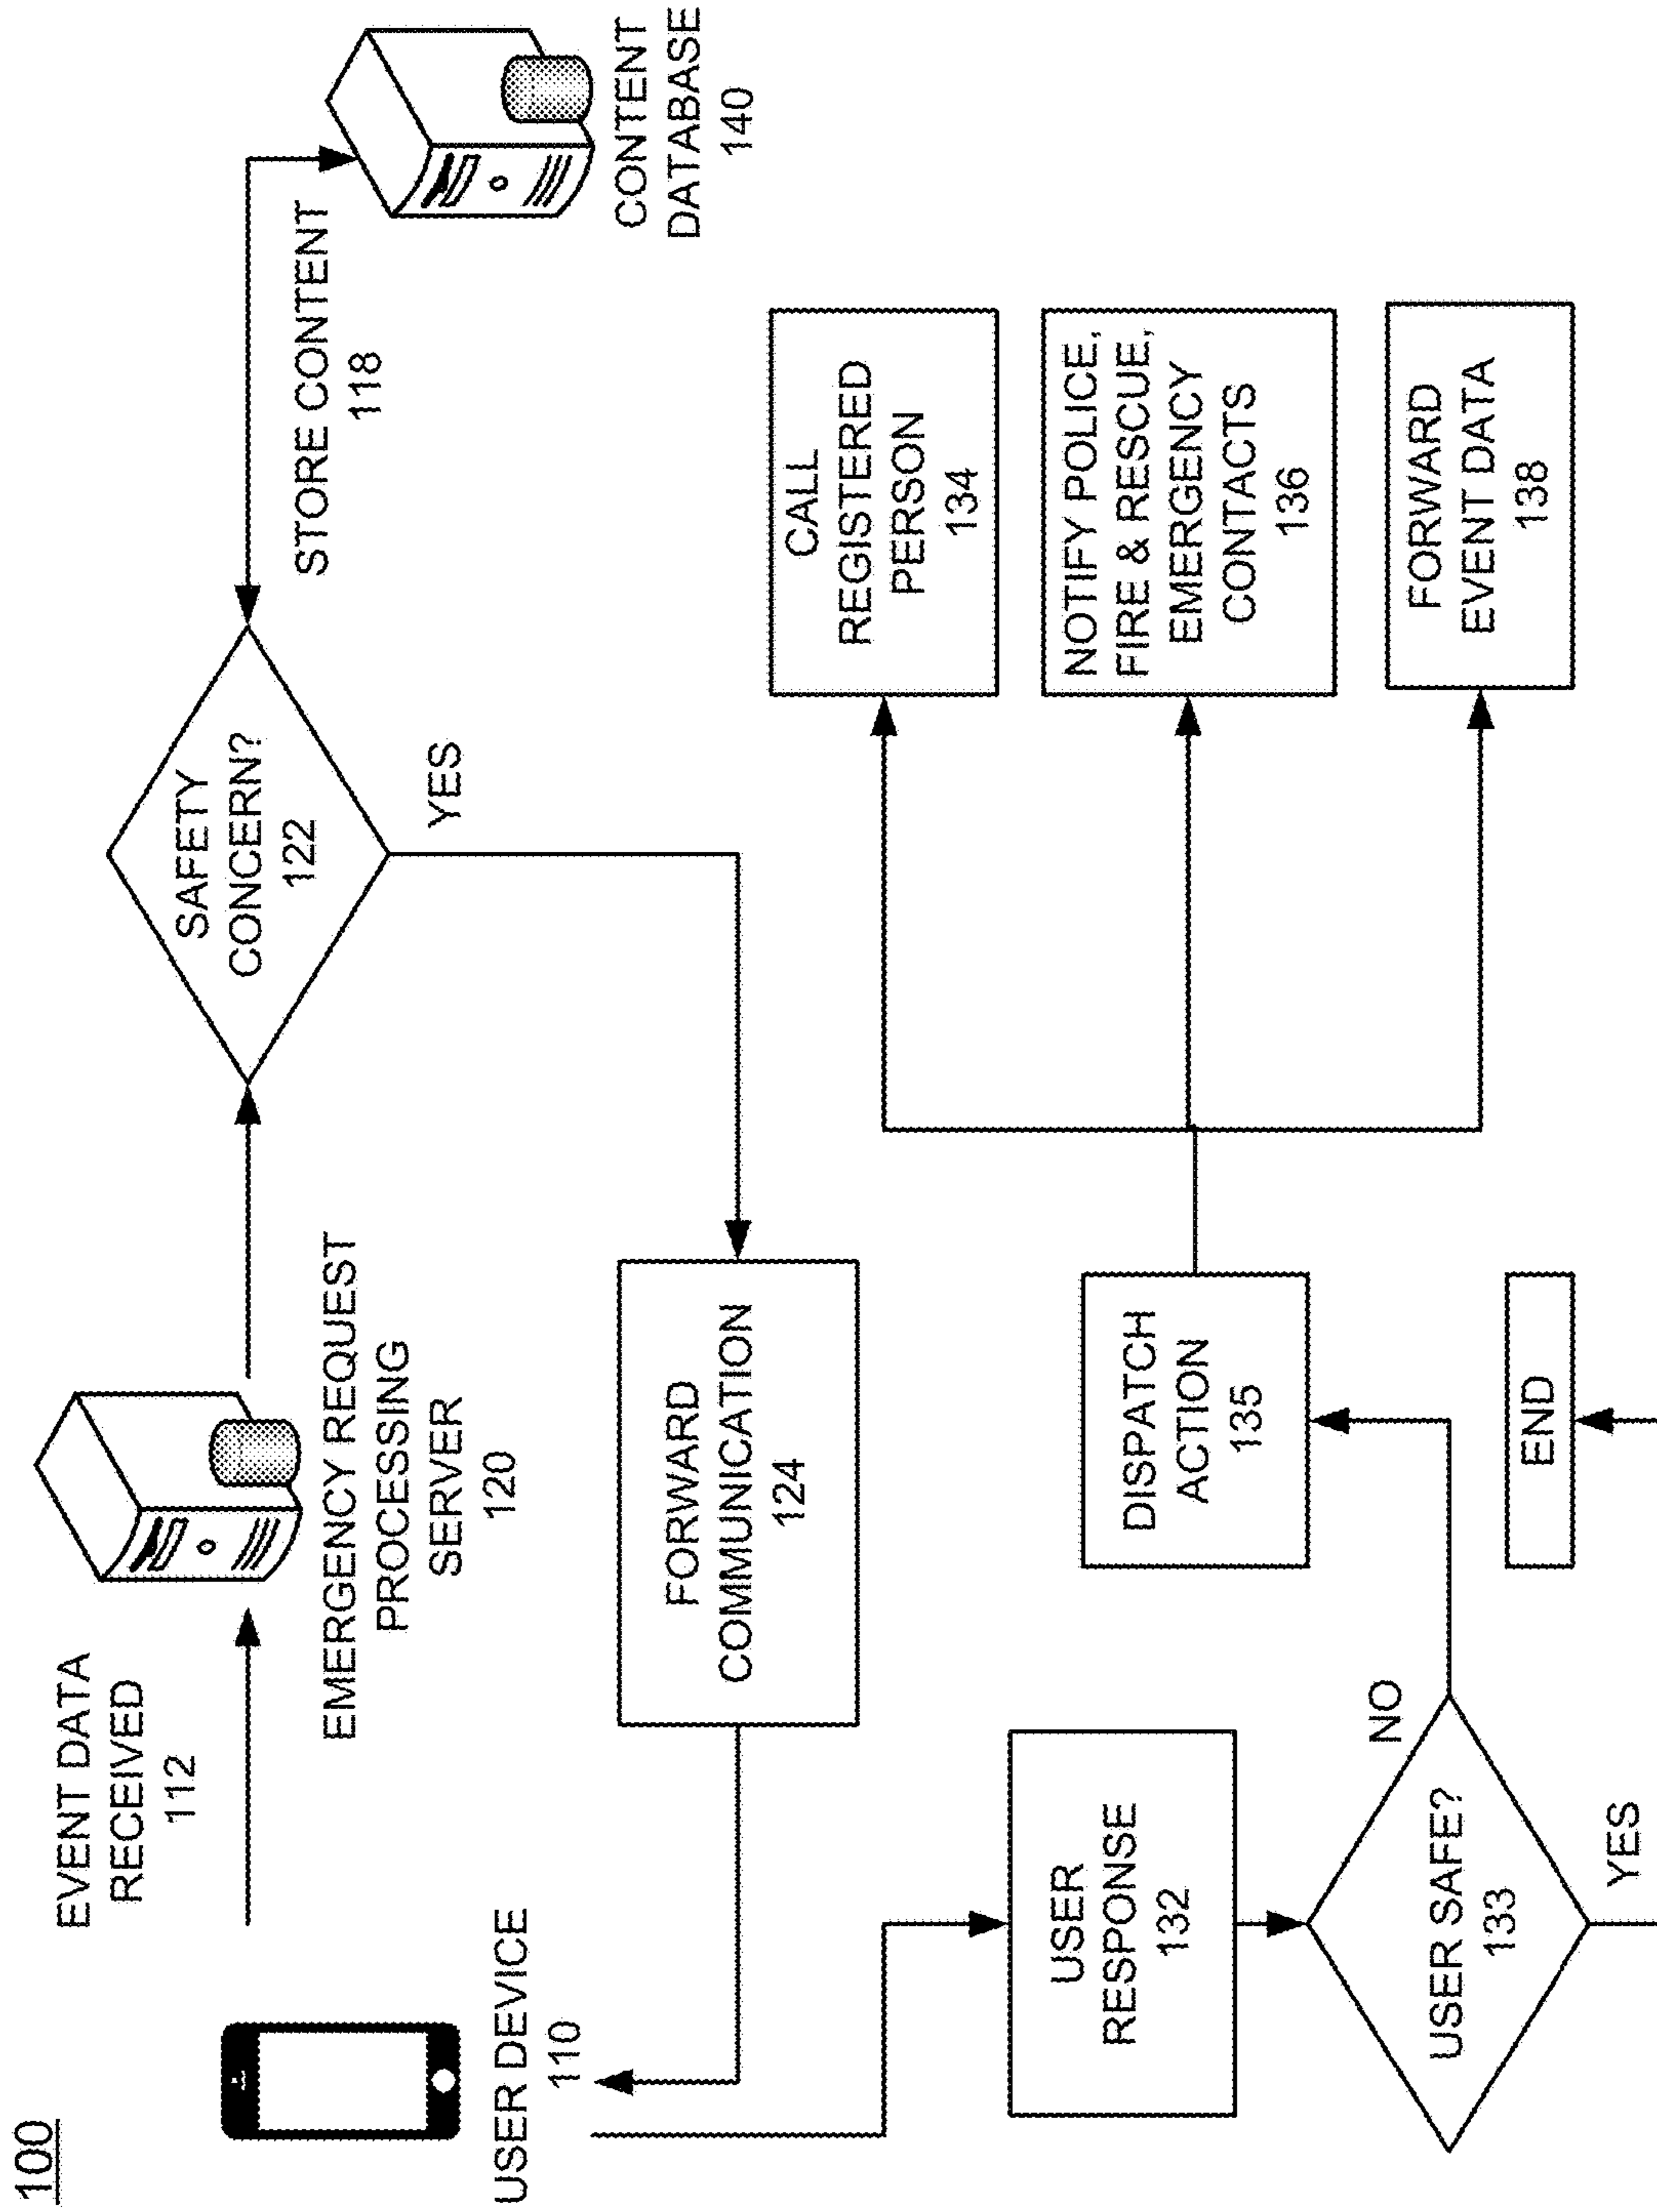 100
EVENT DATA
RECEIVED
112
USER DEVICE
110
EMERGENCY REQUEST
PROCESSING
SERVER
120
SAFETY
CONCERN?
122
STORE CONTENT
118
CONTENT
DATABASE
140
YES
FORWARD
COMMUNICATION
124
USER
RESPONSE
132
USER SAFE?
133
NO
YES
DISPATCH
ACTION
135
END
CALL
REGISTERED
PERSON
134
NOTIFY POLICE,
FIRE & RESCUE,
EMERGENCY
CONTACTS
136
FORWARD
EVENT DATA
138